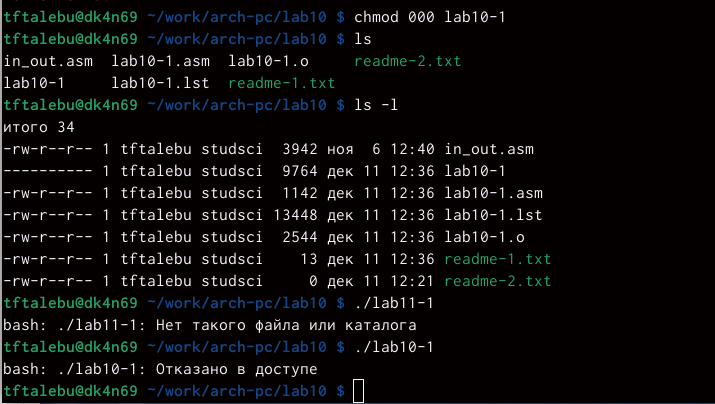 tftalebu@dk4n69 ~/work/arch-pc/lab10 $ chmod 000 lab10-1
tftalebu@dk4n69 ~/work/arch-pc/lab10 $ ls
in_out.asm  lab10-1.asm  lab10-1.o     readme-2.txt
lab10-1     lab10-1.lst  readme-1.txt
tftalebu@dk4n69 ~/work/arch-pc/lab10 $ ls -l
итого 34
-rw-r--r-- 1 tftalebu studsci  3942 ноя  6 12:40 in_out.asm
---------- 1 tftalebu studsci  9764 дек 11 12:36 lab10-1
-rw-r--r-- 1 tftalebu studsci  1142 дек 11 12:36 lab10-1.asm
-rw-r--r-- 1 tftalebu studsci 13448 дек 11 12:36 lab10-1.lst
-rw-r--r-- 1 tftalebu studsci  2544 дек 11 12:36 lab10-1.o
-rw-r--r-- 1 tftalebu studsci    13 дек 11 12:36 readme-1.txt
-rw-r--r-- 1 tftalebu studsci     0 дек 11 12:21 readme-2.txt
tftalebu@dk4n69 ~/work/arch-pc/lab10 $ ./lab11-1
bash: ./lab11-1: Нет такого файла или каталога
tftalebu@dk4n69 ~/work/arch-pc/lab10 $ ./lab10-1
bash: ./lab10-1: Отказано в доступе
tftalebu@dk4n69 ~/work/arch-pc/lab10 $